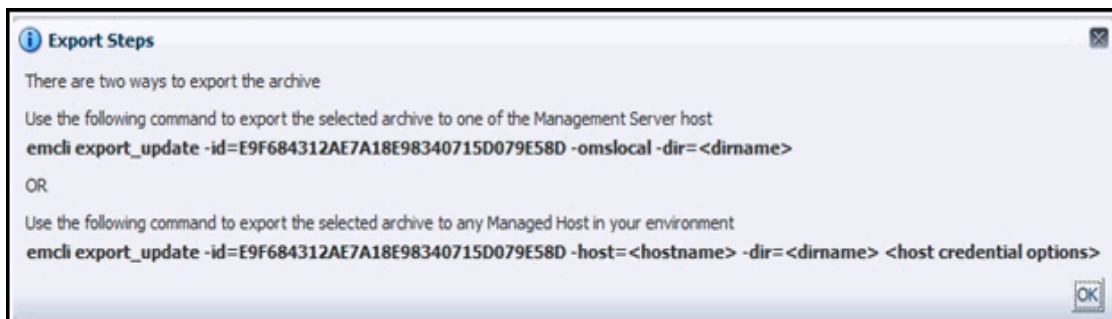 Export Steps
There are two ways to export the archive
Use the following command to export the selected archive to one of the Management Server host
emcli export_update -id=E9F684312AE7A18E98340715D079E58D -omslocal -dir=<dirname>
OR
Use the following command to export the selected archive to any Managed Host in your environment
emcli export_update -id=E9F684312AE7A18E98340715D079E58D -host=<hostname> -dir=<dirname> <host credential options>
OK